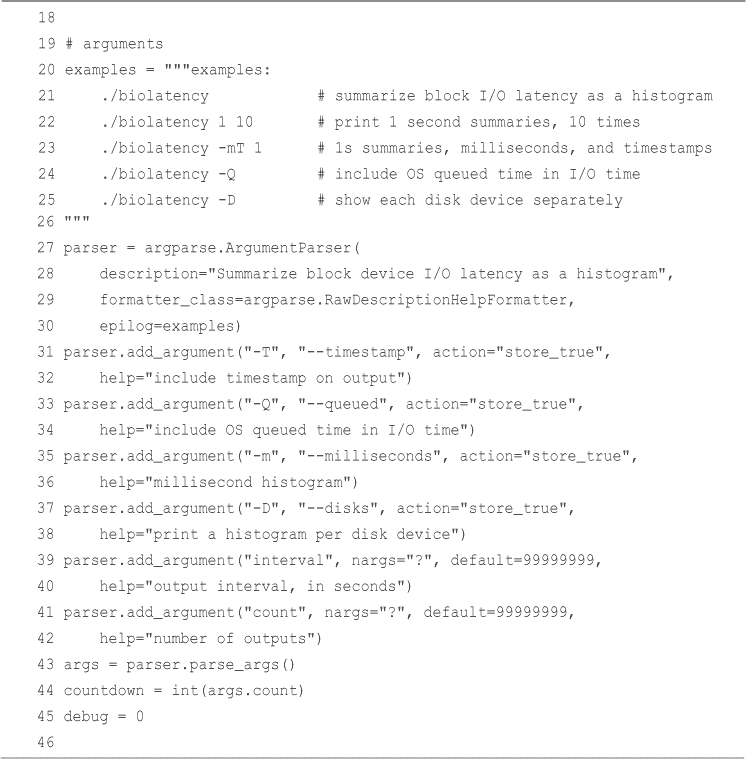 18
19 # arguments
20 examples = """examples:
21     ./biolatency            # summarize block I/O latency as a histogram
22     ./biolatency 1 10       # print 1 second summaries, 10 times
23     ./biolatency -mT 1      # 1s summaries, milliseconds, and timestamps
24     ./biolatency -Q         # include OS queued time in I/O time
25     ./biolatency -D         # show each disk device separately
26 """
27 parser = argparse.ArgumentParser(
28     description="Summarize block device I/O latency as a histogram",
29     formatter_class=argparse.RawDescriptionHelpFormatter,
30     epilog=examples)
31 parser.add_argument("-T", "--timestamp", action="store_true",
32     help="include timestamp on output")
33 parser.add_argument("-Q", "--queued", action="store_true",
34     help="include OS queued time in I/O time")
35 parser.add_argument("-m", "--milliseconds", action="store_true",
36     help="millisecond histogram")
37 parser.add_argument("-D", "--disks", action="store_true",
38     help="print a histogram per disk device")
39 parser.add_argument("interval", nargs="?", default=99999999,
40     help="output interval, in seconds")
41 parser.add_argument("count", nargs="?", default=99999999,
42     help="number of outputs")
43 args = parser.parse_args()
44 countdown = int(args.count)
45 debug = 0
46